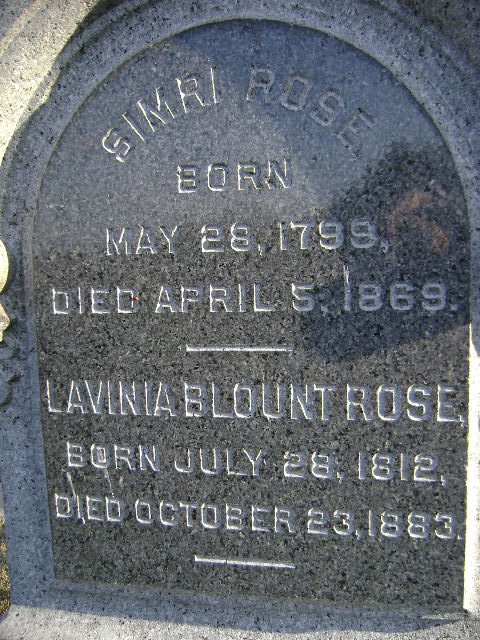 SIMRI ROSE,
BORN
MAY 28, 1799,
DIED APRIL 5, 1869.
LAVINIA BLOUNT ROSE,
BORN JULY 28, 1812,
DIED OCTOBER 23, 1883.